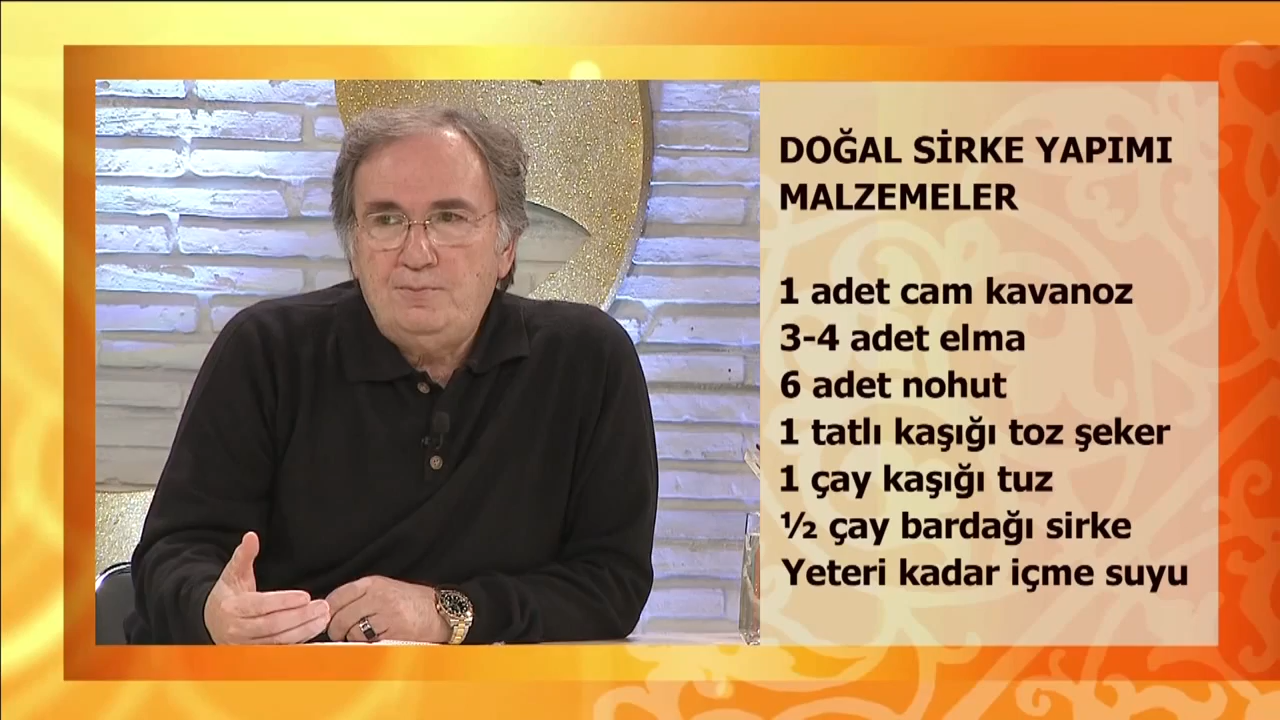 DOĞAL SİRKE YAPIMI
MALZEMELER
1 adet cam kavanoz
3-4 adet elma
6 adet nohut
1 tatlı kaşığı toz şeker
1 çay kaşığı tuz
½ çay bardağı sirke
Yeteri kadar içme suyu